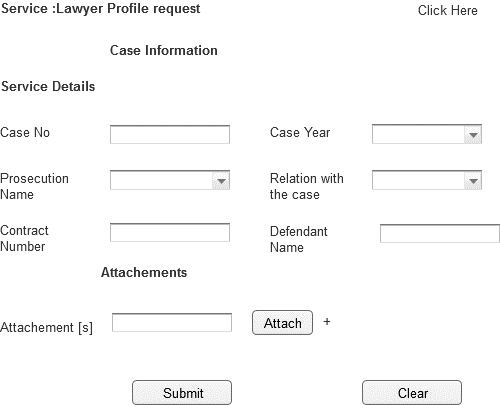 Service :Lawyer Profile request
Click Here
Case Information
Service Details
Case No
Case Year
Prosecution
Name
Relation with
the case
Contract
Number
Defendant
Name
Attachements
Attachement [s]
Attach
+
Submit
Clear